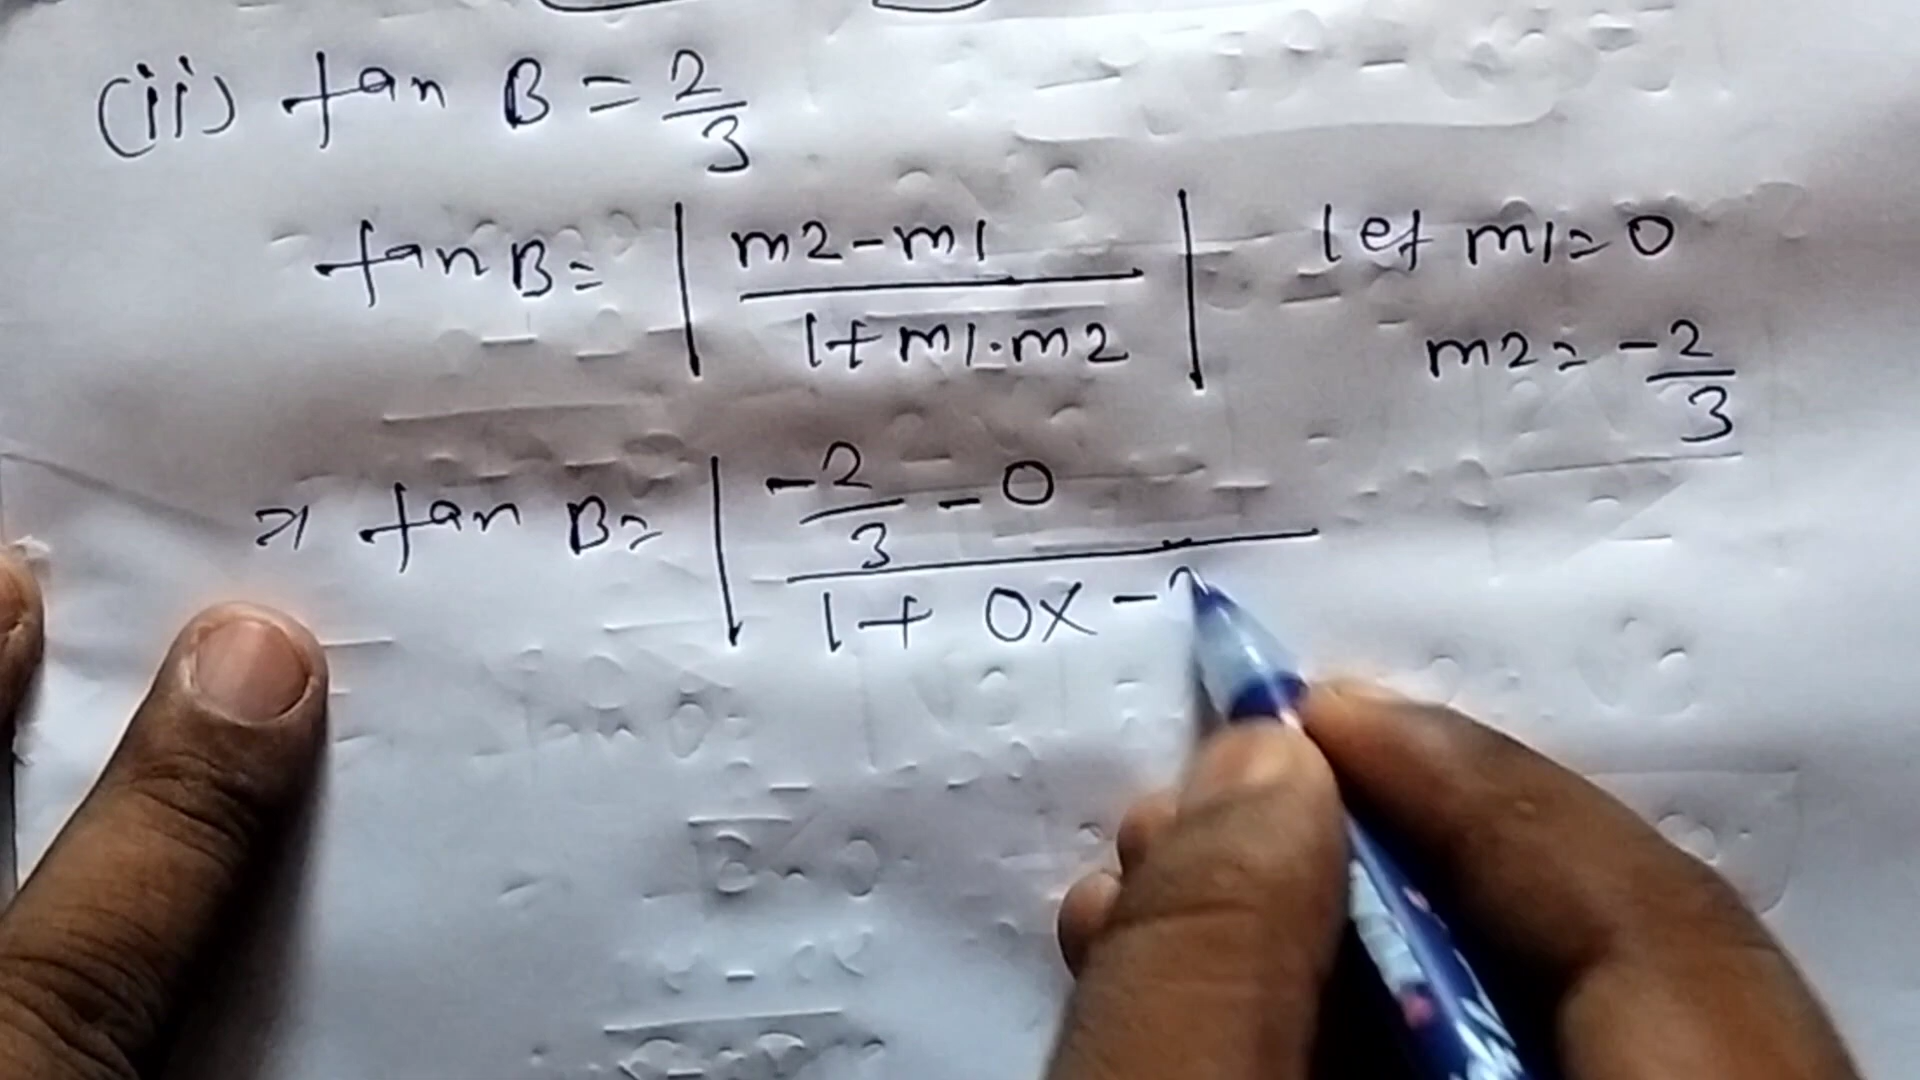 (ii) tan B = 2/3
tan B = | m2-m1 / 1+m1.m2 | let m1 = 0
m2 = -2/3
⇒ tan B = | -2/3 - 0 / 1+ 0x -